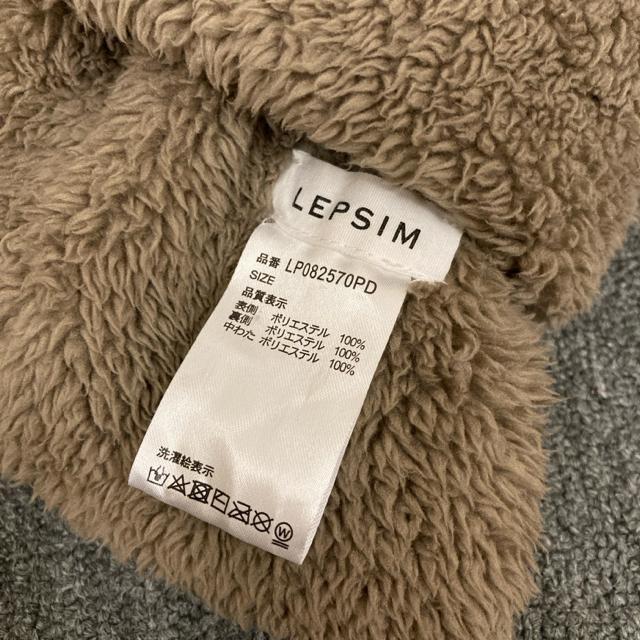 LEPSIM
品番 LP082570PD
SIZE
品質表示
表側 ポリエステル 100%
裏側 ポリエステル 100%
中わた ポリエステル 100%
洗濯絵表示
W